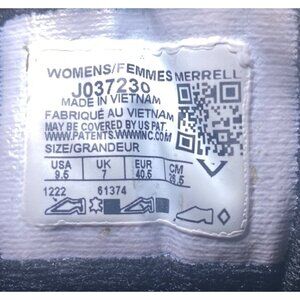 WOMENS/FEMMES MERRELL
J037230
MADE IN VIETNAM
FABRIQUÉ AU VIETNAM
MAY BE COVERED BY US PAT.
WWW.PATENTS.WWWINC.COM
SIZE/GRANDEUR
USA UK EUR CM
9.5 7 40.5 26.5
1222 61374